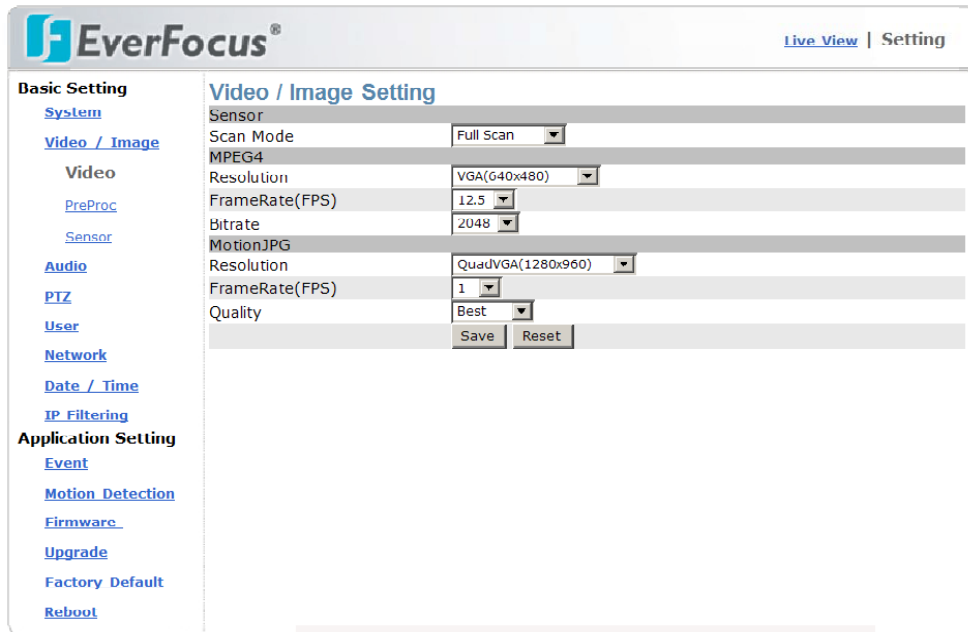 EverFocus®
Live View | Setting
Basic Setting
System
Video / Image
Video
PreProc
Sensor
Audio
PTZ
User
Network
Date / Time
IP Filtering
Application Setting
Event
Motion Detection
Firmware
Upgrade
Factory Default
Reboot
Video / Image Setting
Sensor
Scan Mode Full Scan
MPEG4
Resolution VGA(640x480)
FrameRate(FPS) 12.5
Bitrate 2048
MotionJPG
Resolution QuadVGA(1280x960)
FrameRate(FPS) 1
Quality Best
Save Reset